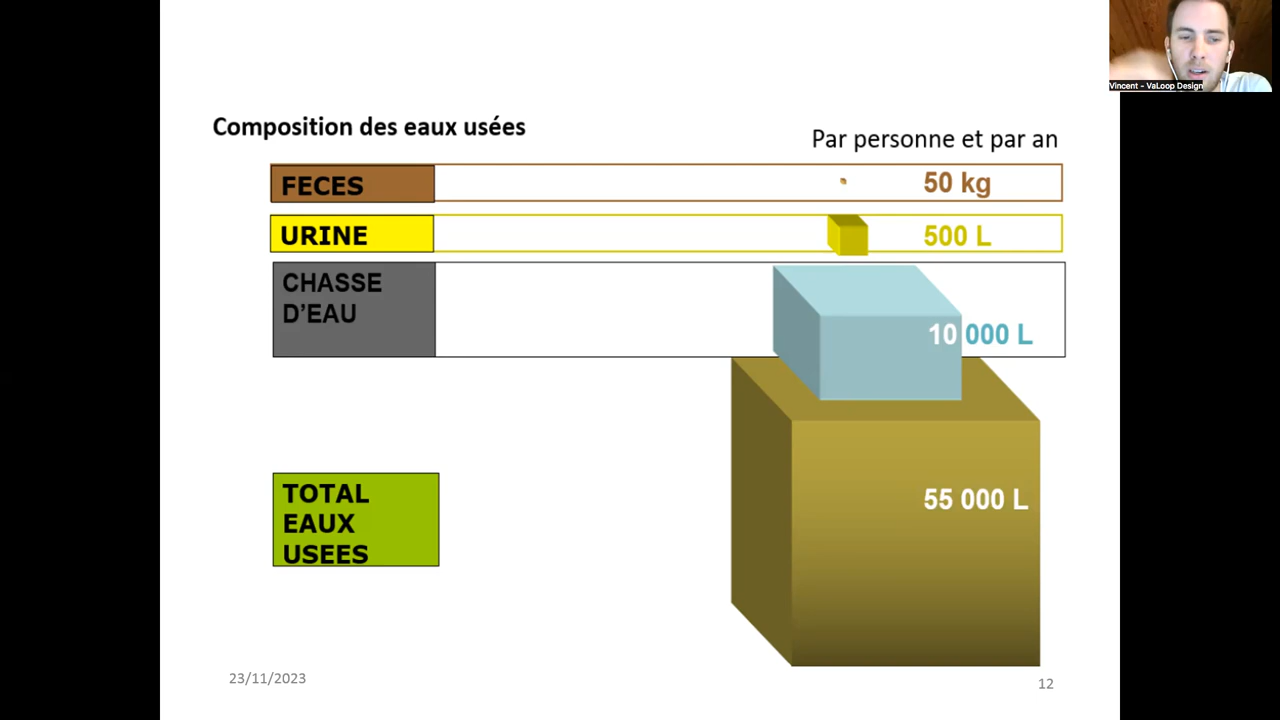 Vincent - VaLoop Design
Composition des eaux usées
Par personne et par an
FECES
50 kg
URINE
500 L
CHASSE
D’EAU
10 000 L
TOTAL
EAUX
USEES
55 000 L
23/11/2023
12